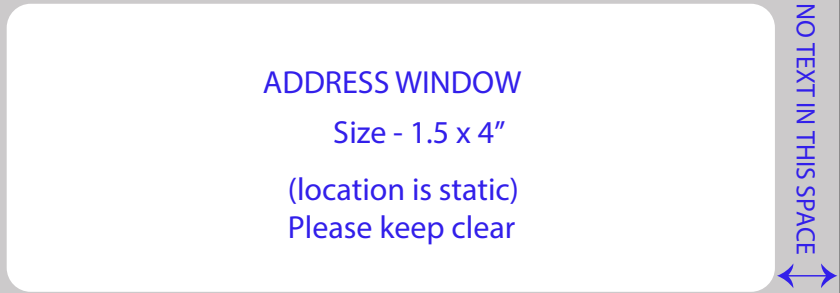 ADDRESS WINDOW
Size - 1.5 x 4”
(location is static)
Please keep clear
NO TEXT IN THIS SPACE